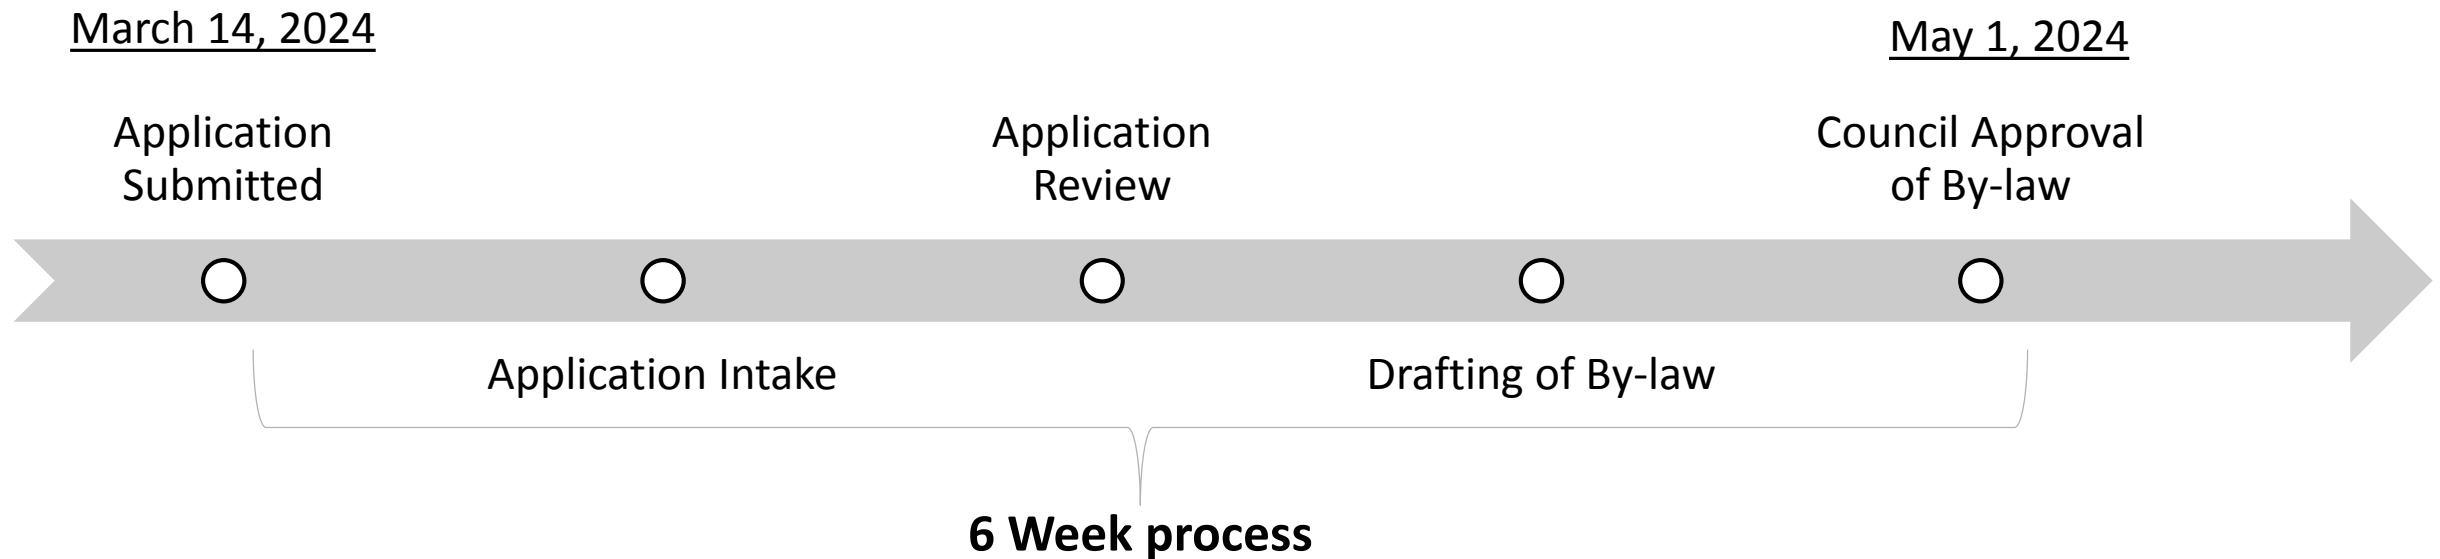 March 14, 2024
May 1, 2024
Application
Submitted
Application
Review
Council Approval
of By-law
Application Intake
Drafting of By-law
6 Week process